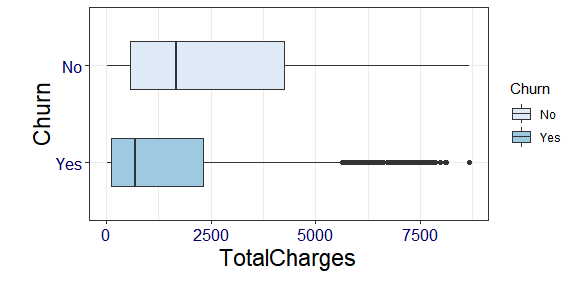 Churn
No
Yes
0 2500 5000 7500
TotalCharges
Churn
No
Yes